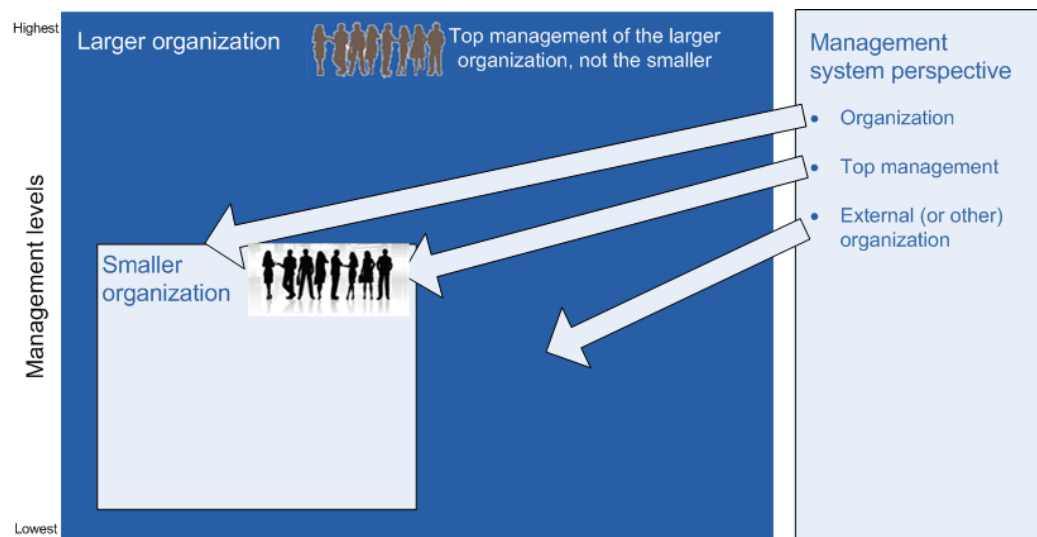 Highest
Larger organization
Top management of the larger
organization, not the smaller
Management
system perspective
• Organization
• Top management
• External (or other)
organization
Smaller
organization
Management levels
Lowest